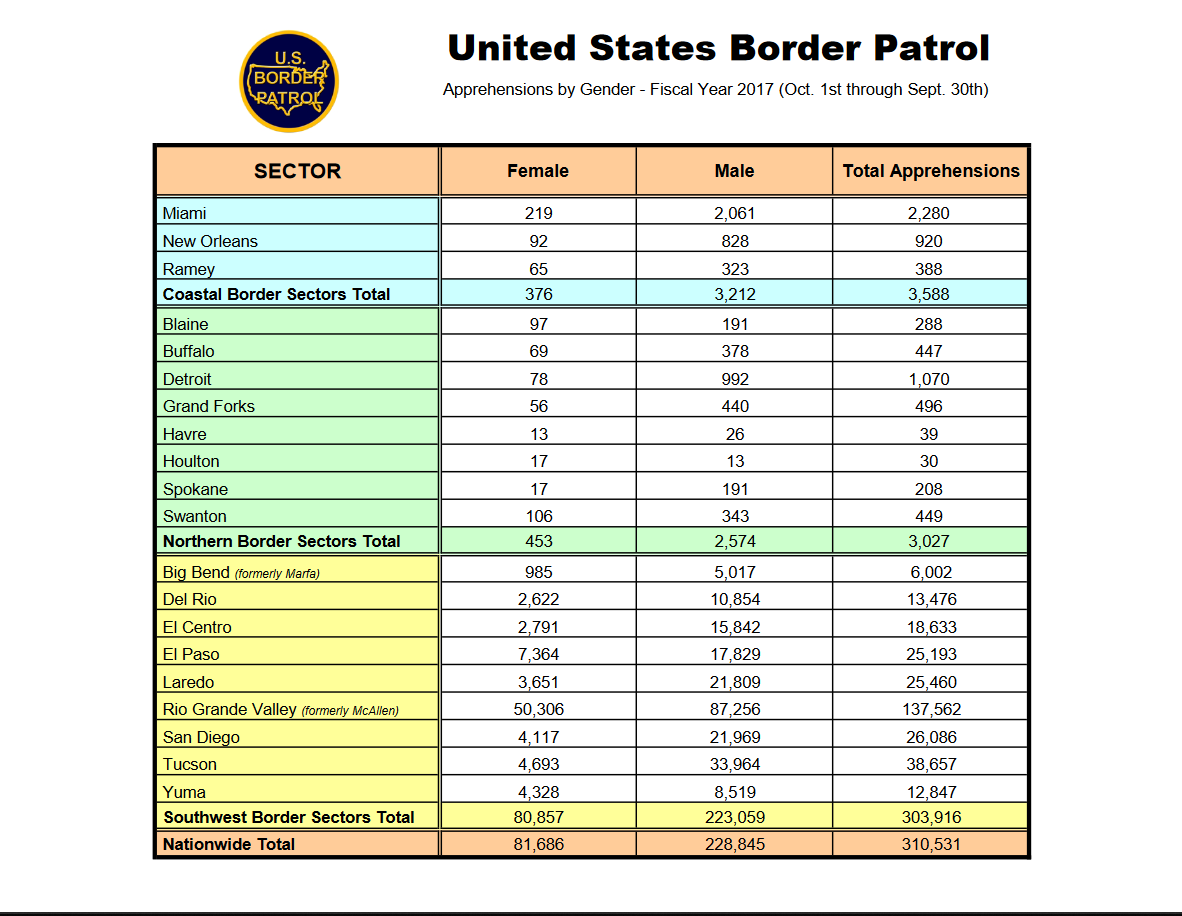 U.S.
BORDER
PATROL
United States Border Patrol
Apprehensions by Gender - Fiscal Year 2017 (Oct. 1st through Sept. 30th)
SECTOR Female Male Total Apprehensions
Miami 219 2,061 2,280
New Orleans 92 828 920
Ramey 65 323 388
Coastal Border Sectors Total 376 3,212 3,588
Blaine 97 191 288
Buffalo 69 378 447
Detroit 78 992 1,070
Grand Forks 56 440 496
Havre 13 26 39
Houlton 17 13 30
Spokane 17 191 208
Swanton 106 343 449
Northern Border Sectors Total 453 2,574 3,027
Big Bend (formerly Marfa) 985 5,017 6,002
Del Rio 2,622 10,854 13,476
El Centro 2,791 15,842 18,633
El Paso 7,364 17,829 25,193
Laredo 3,651 21,809 25,460
Rio Grande Valley (formerly McAllen) 50,306 87,256 137,562
San Diego 4,117 21,969 26,086
Tucson 4,693 33,964 38,657
Yuma 4,328 8,519 12,847
Southwest Border Sectors Total 80,857 223,059 303,916
Nationwide Total 81,686 228,845 310,531